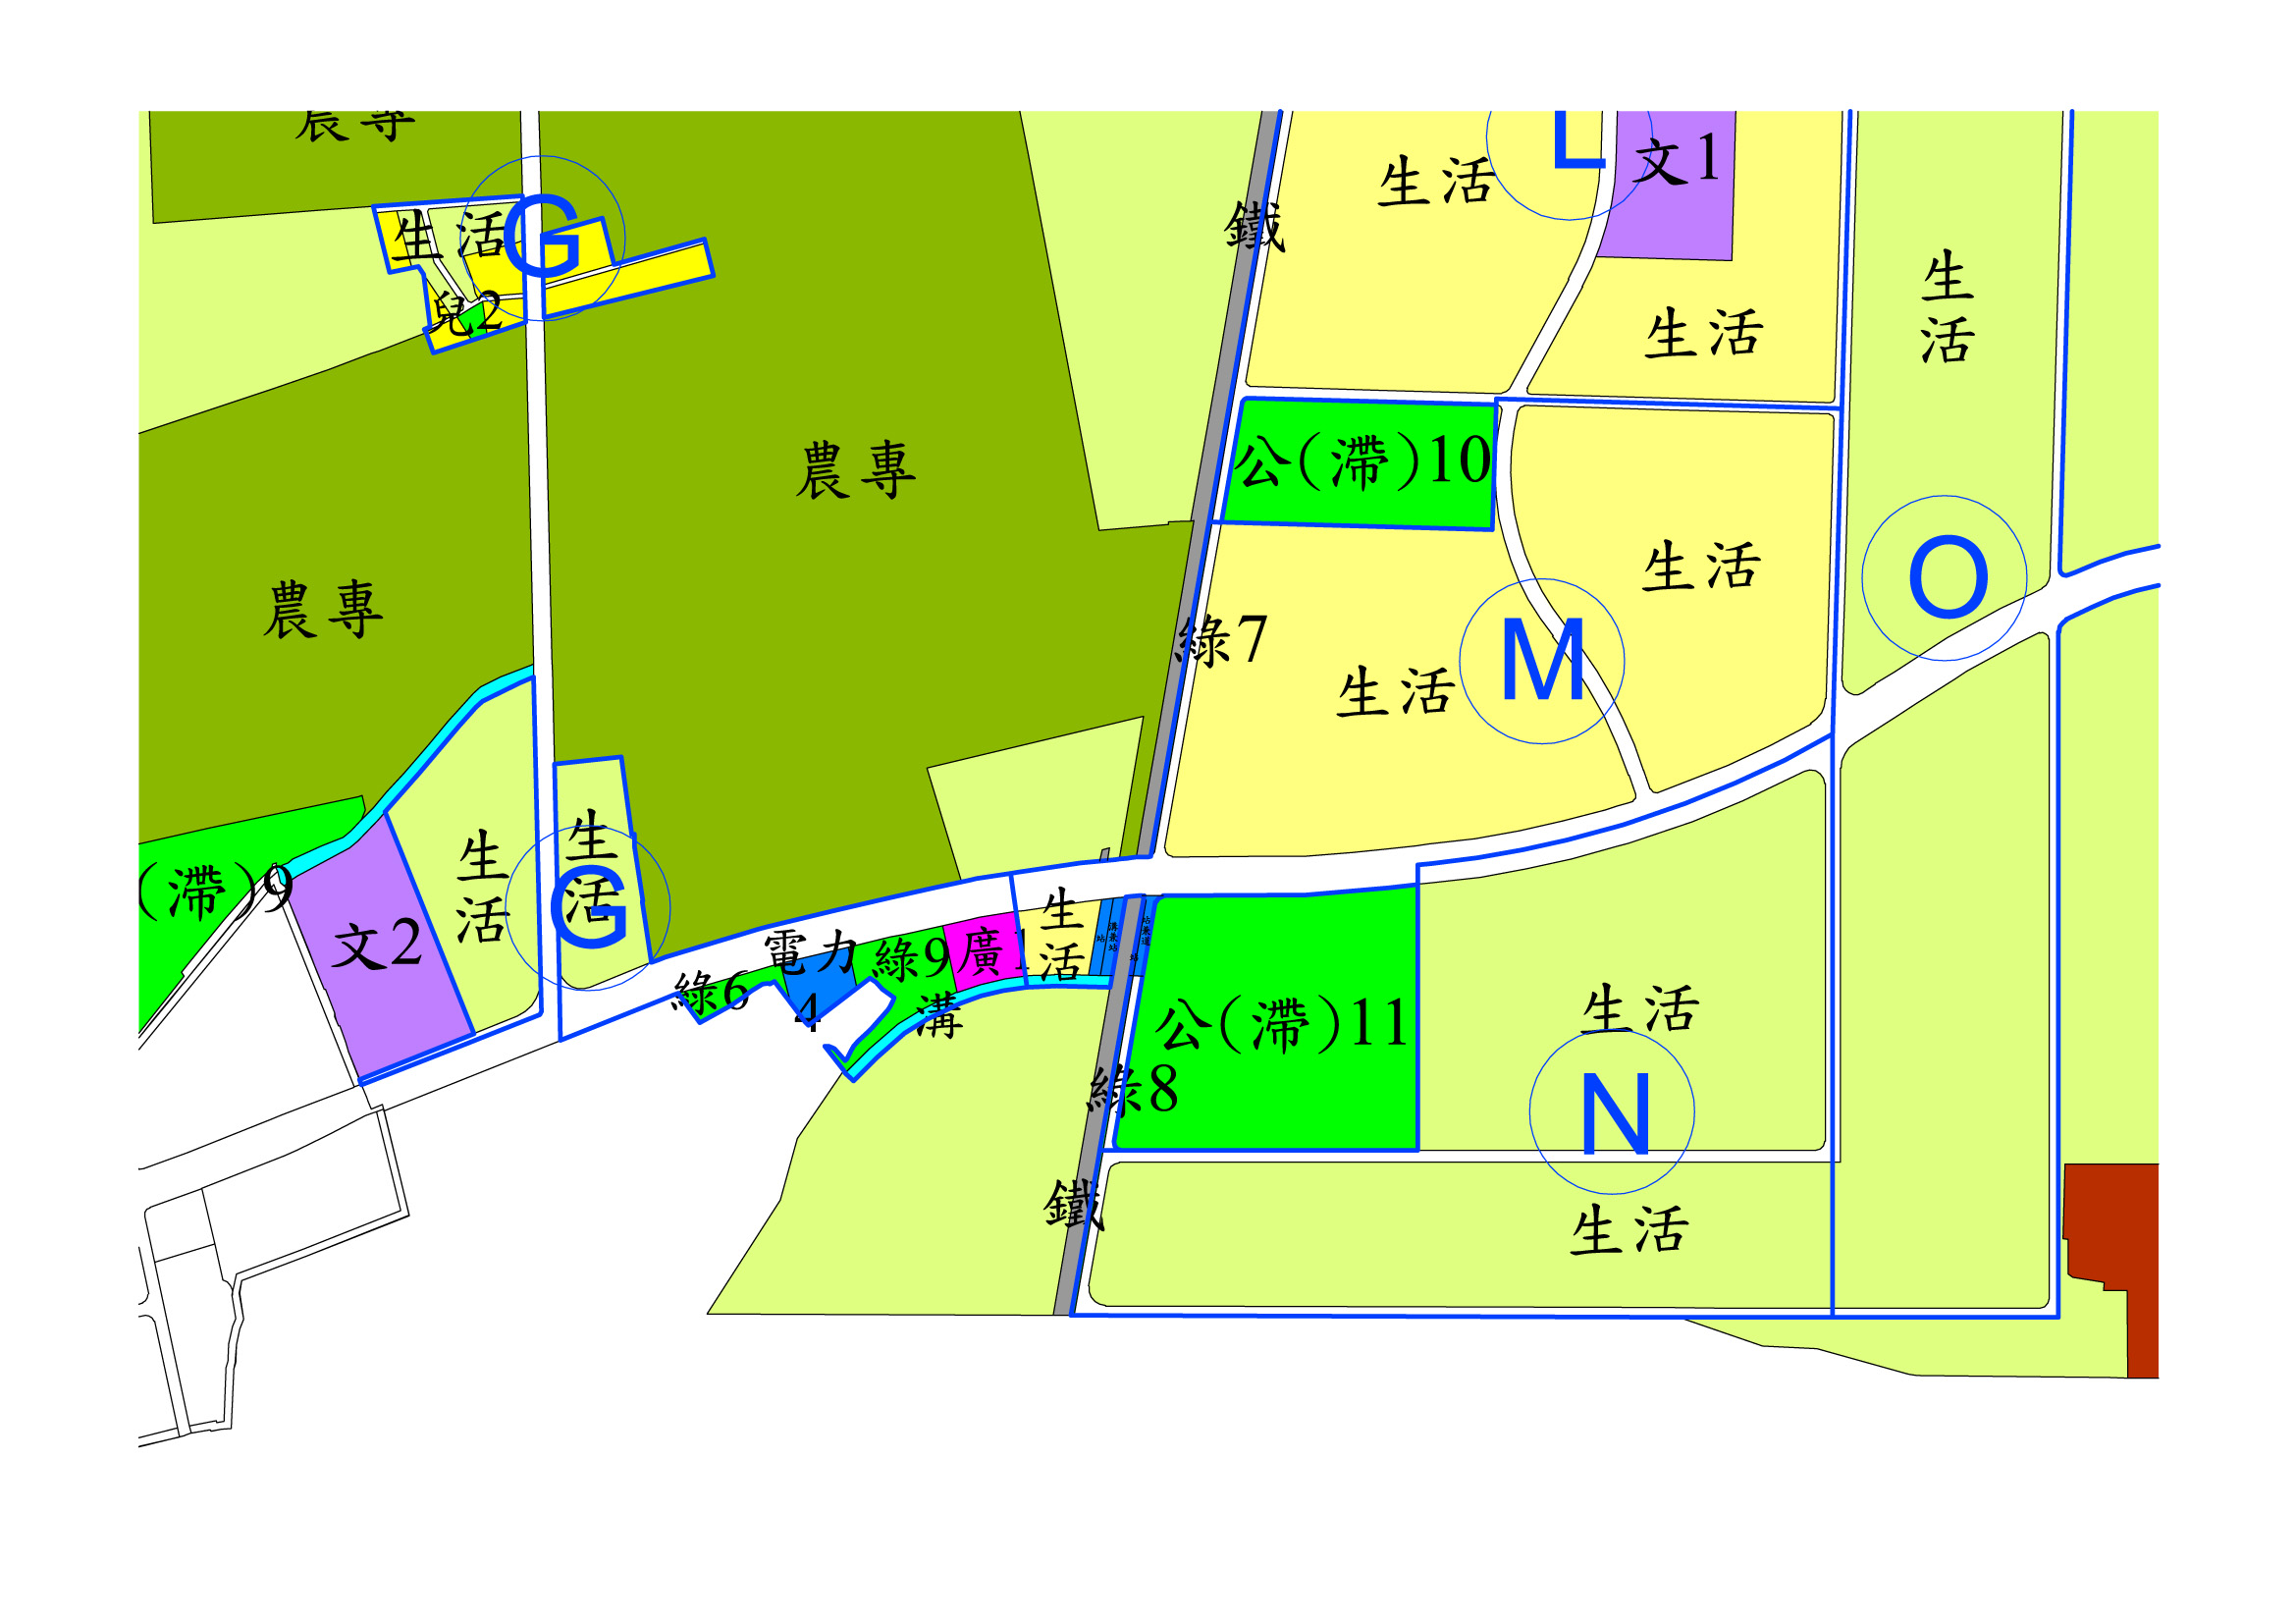 農專
L
文1
生活
生活
G
鐵
生活
兒2
生活
公(滯)10
農專
O
生活
農專
綠7
M
生活
生活
生活
(滯)9
G
文2
生活
電力
4
綠9
廣1
綠6
溝
公(滯)11
生活
綠8
N
鐵
生活